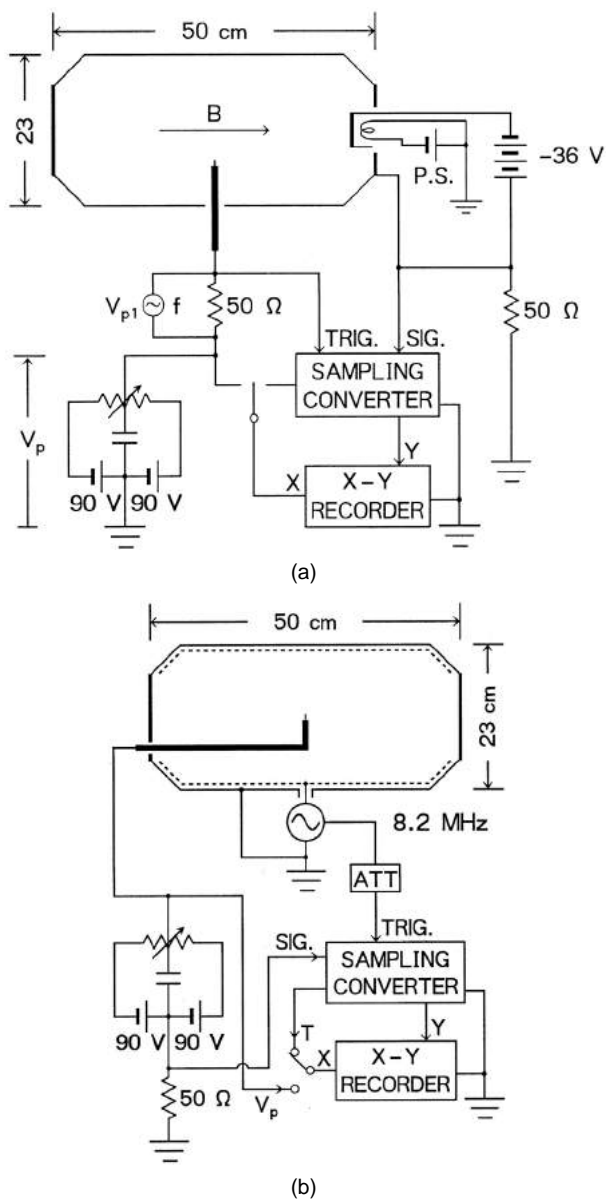 50 cm
23
B
-36 V
P.S.
V_p1 f 50 Ω
50 Ω
TRIG. SIG.
SAMPLING
CONVERTER
V_p
Y
X
X-Y
RECORDER
90 V 90 V
(a)
50 cm
23 cm
8.2 MHz
ATT
TRIG.
SIG.
SAMPLING
CONVERTER
90 V 90 V
T
Y
X
X-Y
RECORDER
50 Ω
V_p
(b)